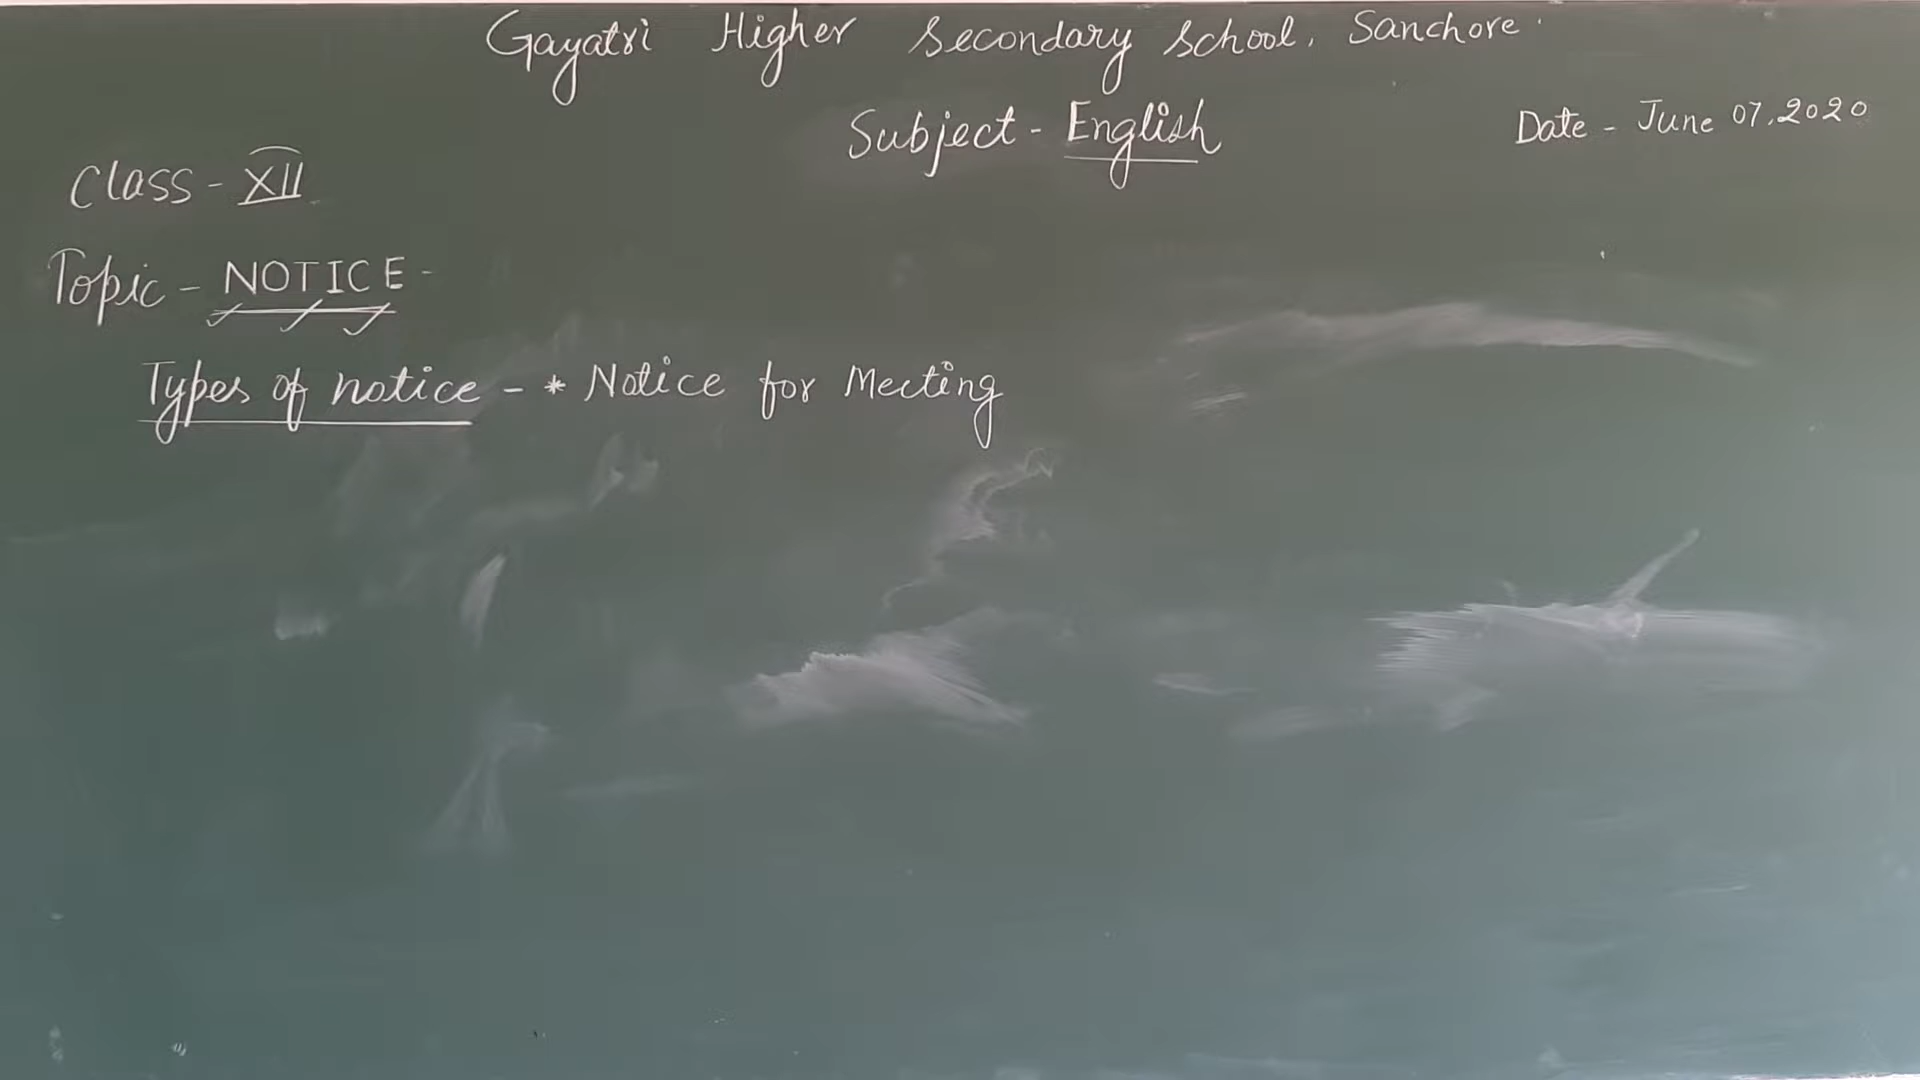 Gayatri Higher Secondary School, Sanchore.
Subject - English
Date - June 07, 2020
Class - XII
Topic - NOTICE -
Types of notice - * Notice for Meeting